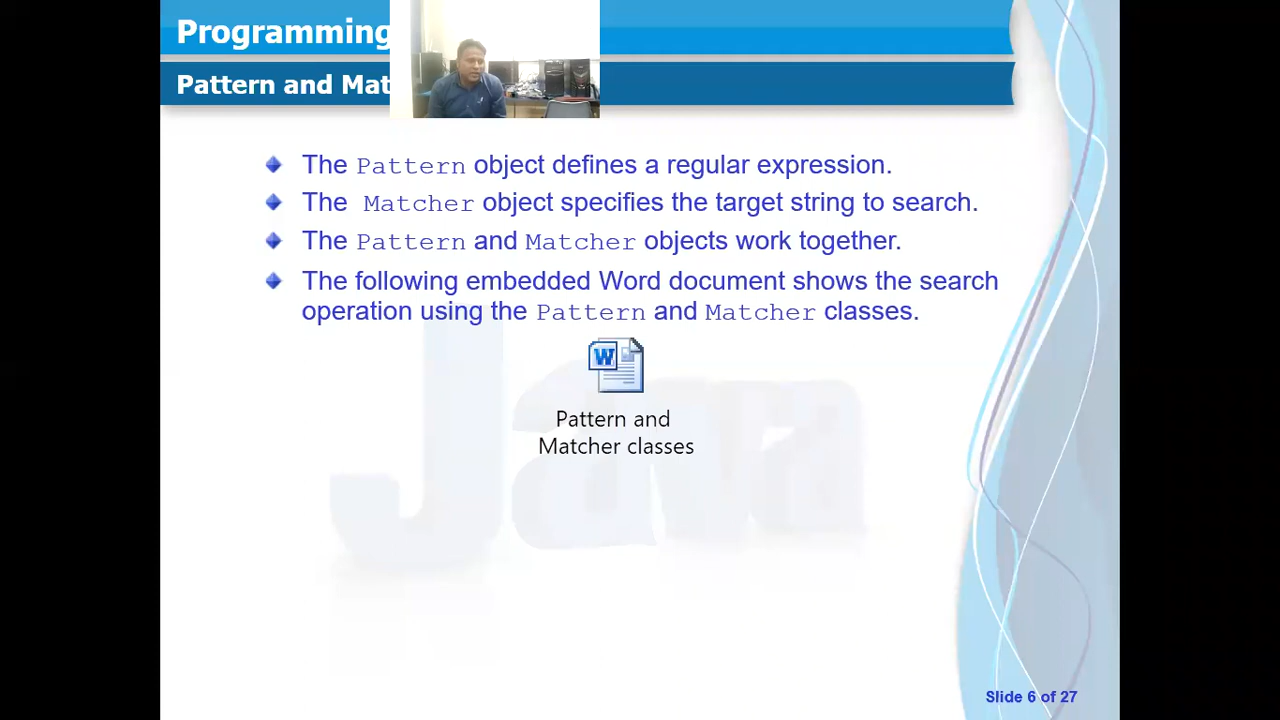 Programming
Pattern and Mat
The Pattern object defines a regular expression.
The Matcher object specifies the target string to search.
The Pattern and Matcher objects work together.
The following embedded Word document shows the search
operation using the Pattern and Matcher classes.
W
Pattern and
Matcher classes
Java
Slide 6 of 27